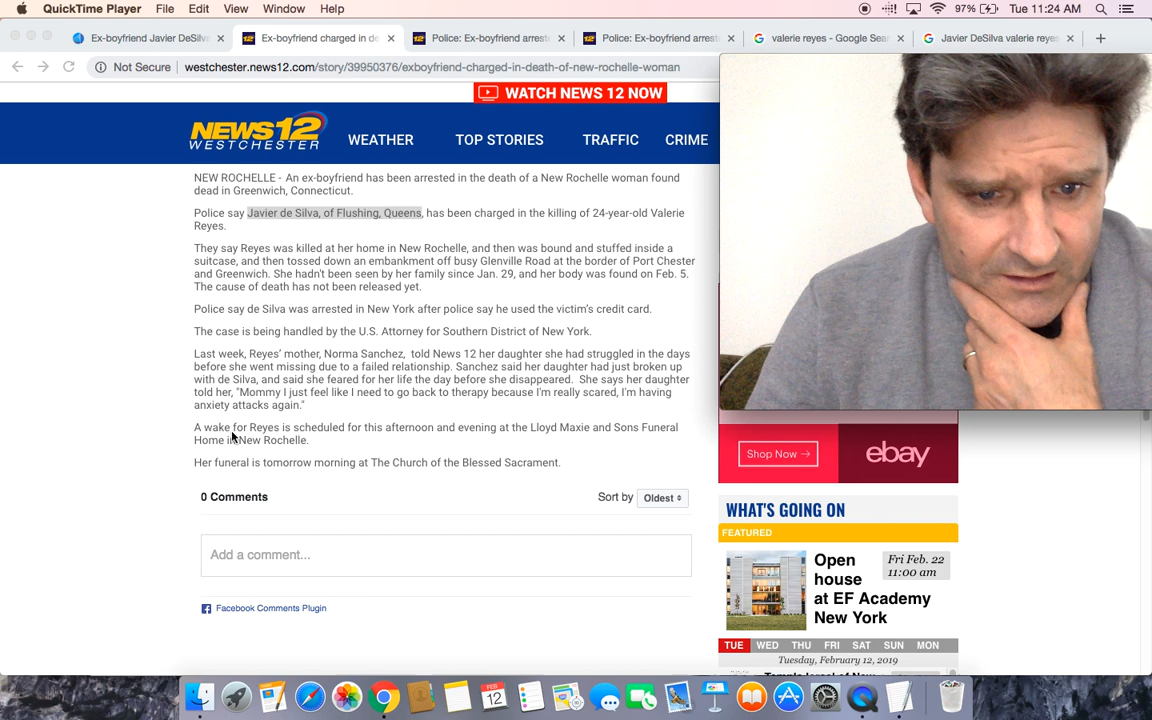 QuickTime Player File Edit View Window Help 97% Tue 11:24 AM
Ex-boyfriend Javier DeSilva × Ex-boyfriend charged in de × Police: Ex-boyfriend arrest × Police: Ex-boyfriend arrest × valerie reyes - Google Sear × Javier DeSilva valerie reyes × +
Not Secure westchester.news12.com/story/39950376/exboyfriend-charged-in-death-of-new-rochelle-woman
WATCH NEWS 12 NOW
NEWS 12
WESTCHESTER
WEATHER TOP STORIES TRAFFIC CRIME
NEW ROCHELLE - An ex-boyfriend has been arrested in the death of a New Rochelle woman found
dead in Greenwich, Connecticut.
Police say Javier de Silva, of Flushing, Queens, has been charged in the killing of 24-year-old Valerie
Reyes.
They say Reyes was killed at her home in New Rochelle, and then was bound and stuffed inside a
suitcase, and then tossed down an embankment off busy Glenville Road at the border of Port Chester
and Greenwich. She hadn't been seen by her family since Jan. 29, and her body was found on Feb. 5.
The cause of death has not been released yet.
Police say de Silva was arrested in New York after police say he used the victim's credit card.
The case is being handled by the U.S. Attorney for Southern District of New York.
Last week, Reyes' mother, Norma Sanchez, told News 12 her daughter she had struggled in the days
before she went missing due to a failed relationship. Sanchez said her daughter had just broken up
with de Silva, and said she feared for her life the day before she disappeared. She says her daughter
told her, "Mommy I just feel like I need to go back to therapy because I'm really scared, I'm having
anxiety attacks again."
A wake for Reyes is scheduled for this afternoon and evening at the Lloyd Maxie and Sons Funeral
Home in New Rochelle.
Her funeral is tomorrow morning at The Church of the Blessed Sacrament.
0 Comments Sort by Oldest
Add a comment...
Facebook Comments Plugin
Shop Now → ebay
WHAT'S GOING ON
FEATURED
Open
house
at EF Academy
New York
Fri Feb. 22
11:00 am
TUE WED THU FRI SAT SUN MON
Tuesday, February 12, 2019
FEB
12